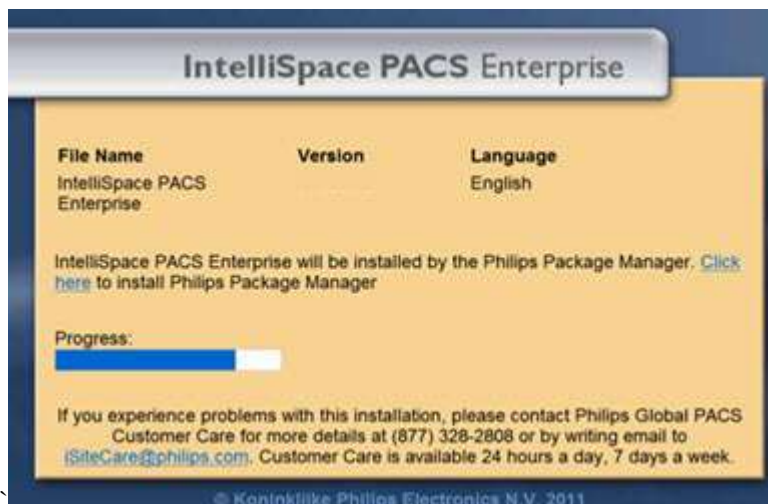 IntelliSpace PACS Enterprise
File Name Version Language
IntelliSpace PACS English
Enterprise
IntelliSpace PACS Enterprise will be installed by the Philips Package Manager. Click
here to install Philips Package Manager
Progress:
If you experience problems with this installation, please contact Philips Global PACS
Customer Care for more details at (877) 328-2808 or by writing email to
iSiteCare@philips.com. Customer Care is available 24 hours a day, 7 days a week.
© Koninklijke Philips Electronics N.V. 2011